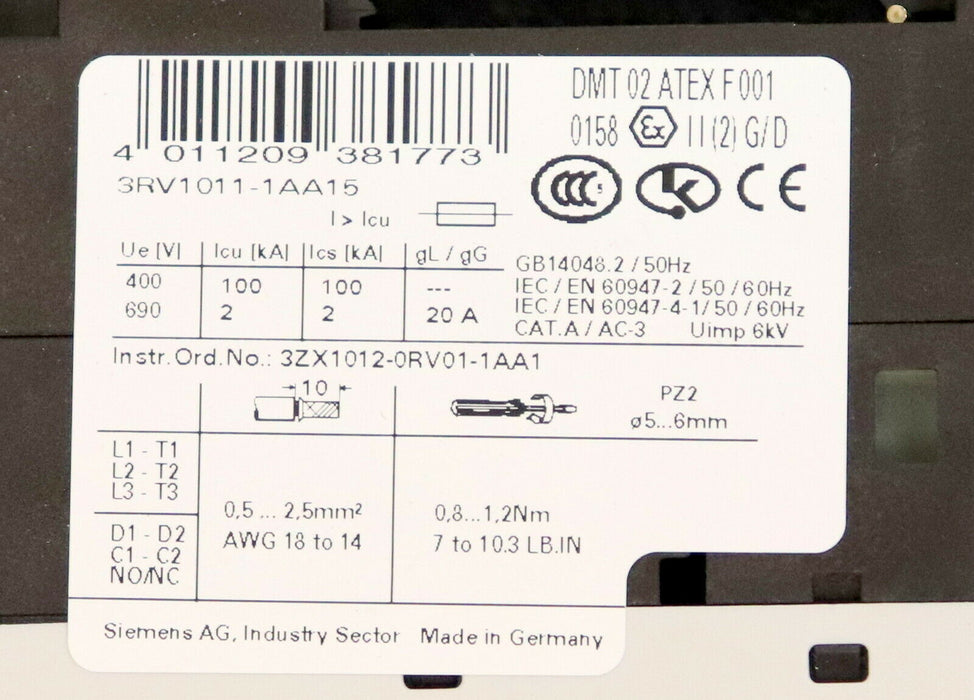 4 011209 381773
3RV1011-1AA15
DMT 02 ATEX F 001
0158 Ex II (2) G/D
CCC S CE
I > Icu
Ue [V] Icu [kA] Ics [kA] gL / gG
400 100 100 ---
690 2 2 20 A
GB14048.2 / 50Hz
IEC / EN 60947-2 / 50 / 60Hz
IEC / EN 60947-4-1/ 50 / 60Hz
CAT.A / AC-3 Uimp 6kV
Instr.Ord.No.: 3ZX1012-0RV01-1AA1
10
PZ2
ø5...6mm
L1 - T1
L2 - T2
L3 - T3
D1 - D2
C1 - C2
NO/NC
0,5 ... 2,5mm²
AWG 18 to 14
0,8...1,2Nm
7 to 10.3 LB.IN
Siemens AG, Industry Sector Made in Germany